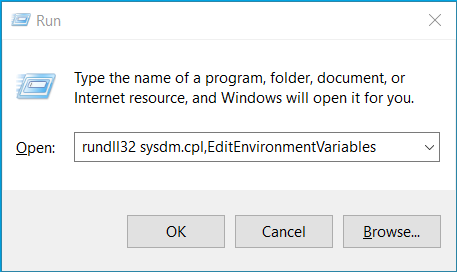 Run
Type the name of a program, folder, document, or
Internet resource, and Windows will open it for you.
Open: rundll32 sysdm.cpl,EditEnvironmentVariables
OK Cancel Browse...